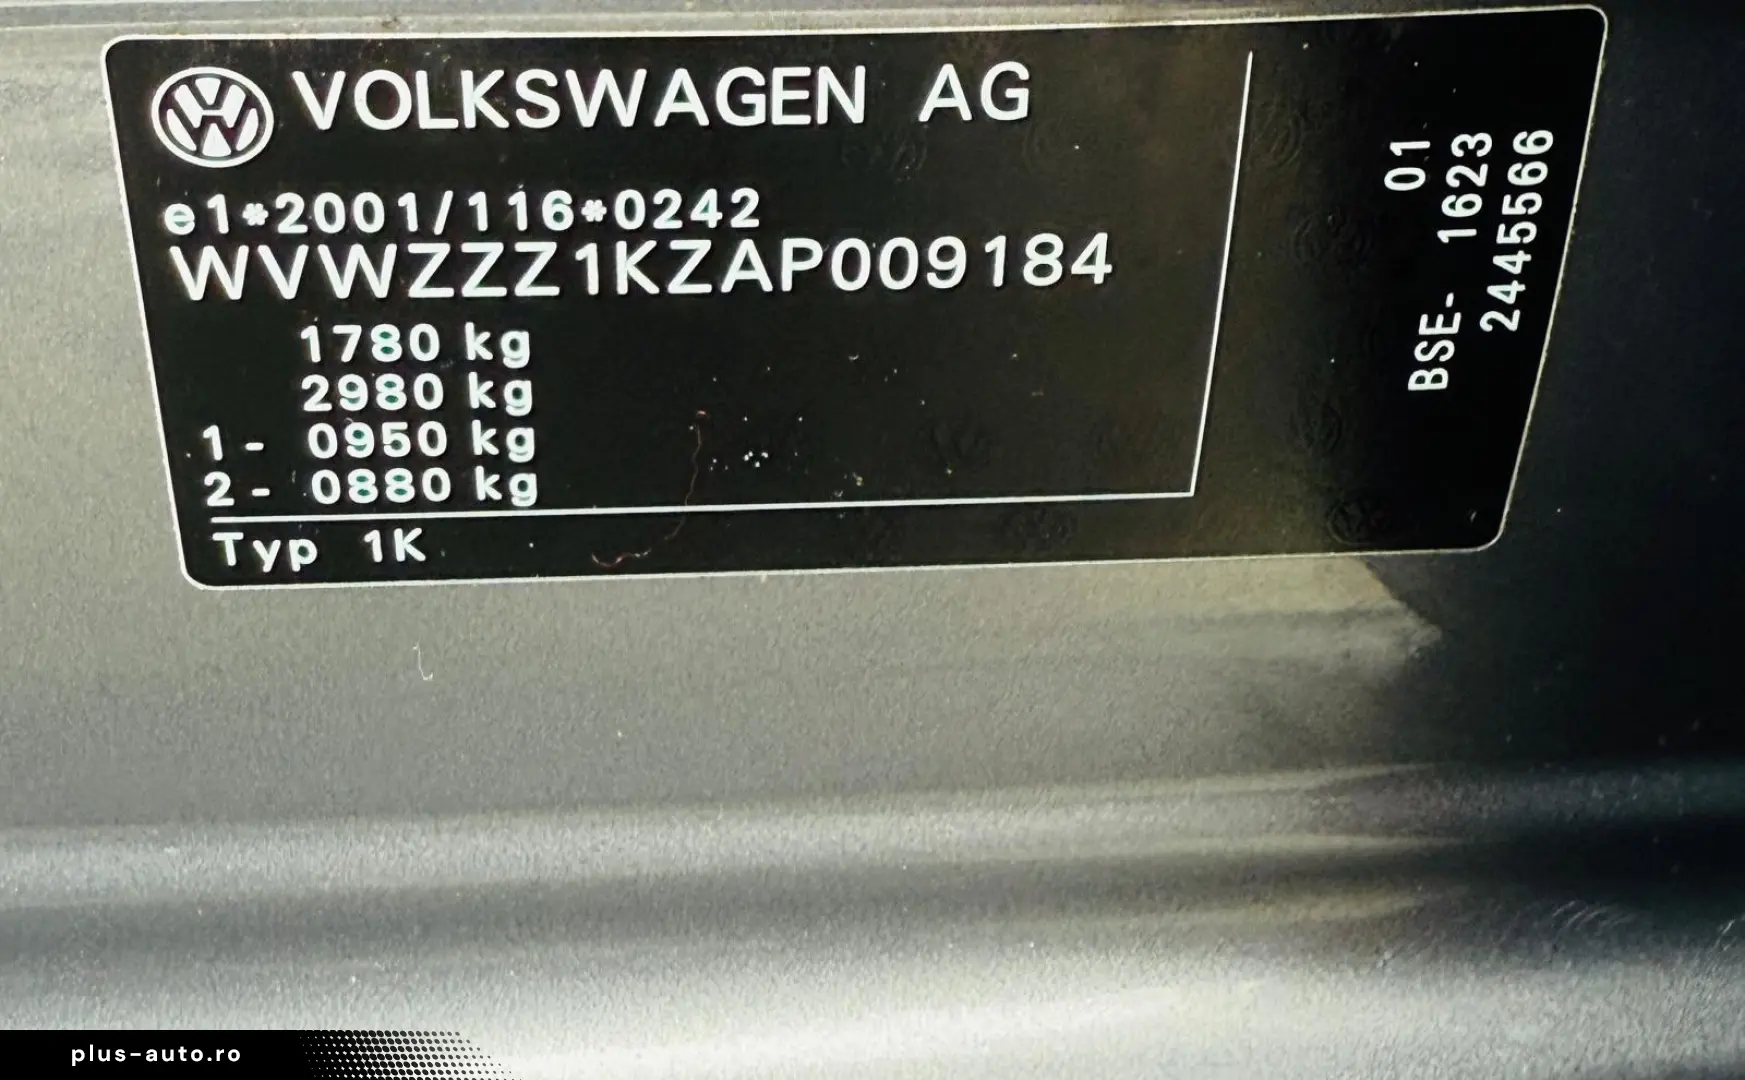 VOLKSWAGEN AG
e1*2001/116*0242
WVWZZZ1KZAP009184
1780 kg
2980 kg
1- 0950 kg
2- 0880 kg
Typ 1K
01
BSE- 1623
2445566
plus-auto.ro